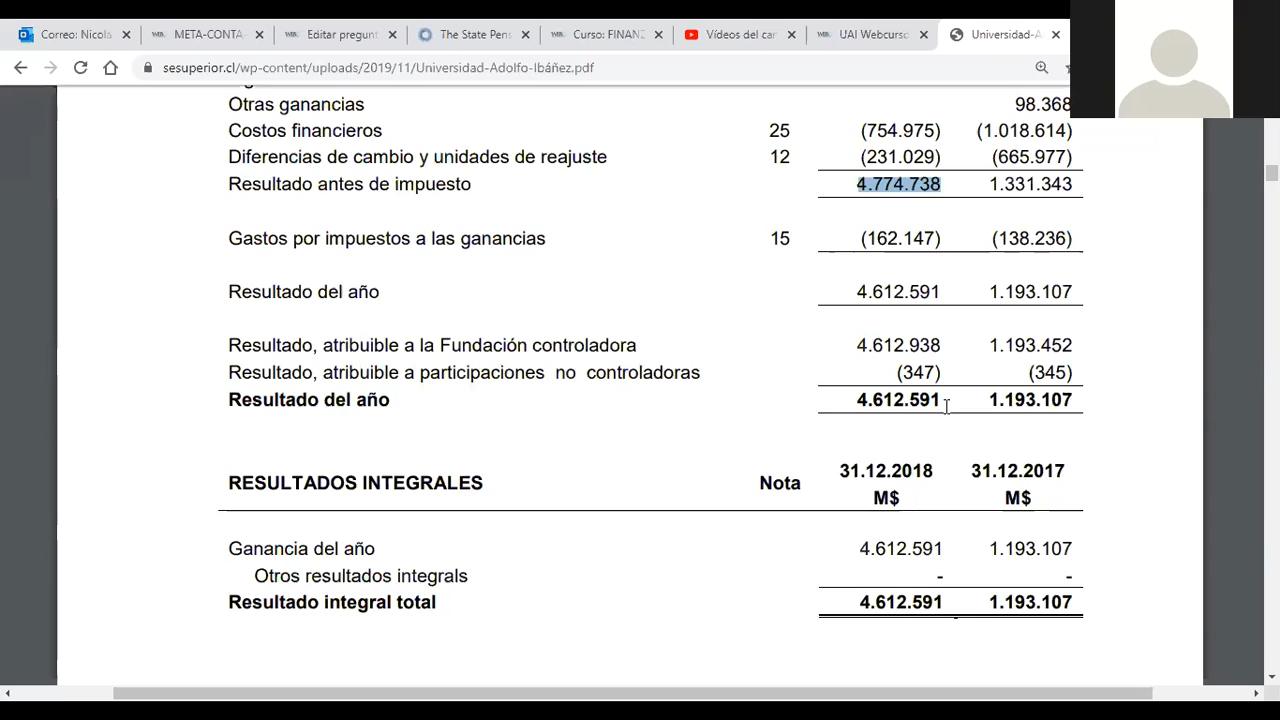 Correo: Nicola
META-CONTA
Editar pregunt
The State Pen
Curso: FINANZ
Vídeos del car
UAI Webcurso
Universidad-A
sesuperior.cl/wp-content/uploads/2019/11/Universidad-Adolfo-Ibáñez.pdf
Otras ganancias 98.368
Costos financieros 25 (754.975) (1.018.614)
Diferencias de cambio y unidades de reajuste 12 (231.029) (665.977)
Resultado antes de impuesto 4.774.738 1.331.343
Gastos por impuestos a las ganancias 15 (162.147) (138.236)
Resultado del año 4.612.591 1.193.107
Resultado, atribuible a la Fundación controladora 4.612.938 1.193.452
Resultado, atribuible a participaciones no controladoras (347) (345)
Resultado del año 4.612.591 1.193.107
RESULTADOS INTEGRALES Nota 31.12.2018 31.12.2017
M$ M$
Ganancia del año 4.612.591 1.193.107
Otros resultados integrals - -
Resultado integral total 4.612.591 1.193.107